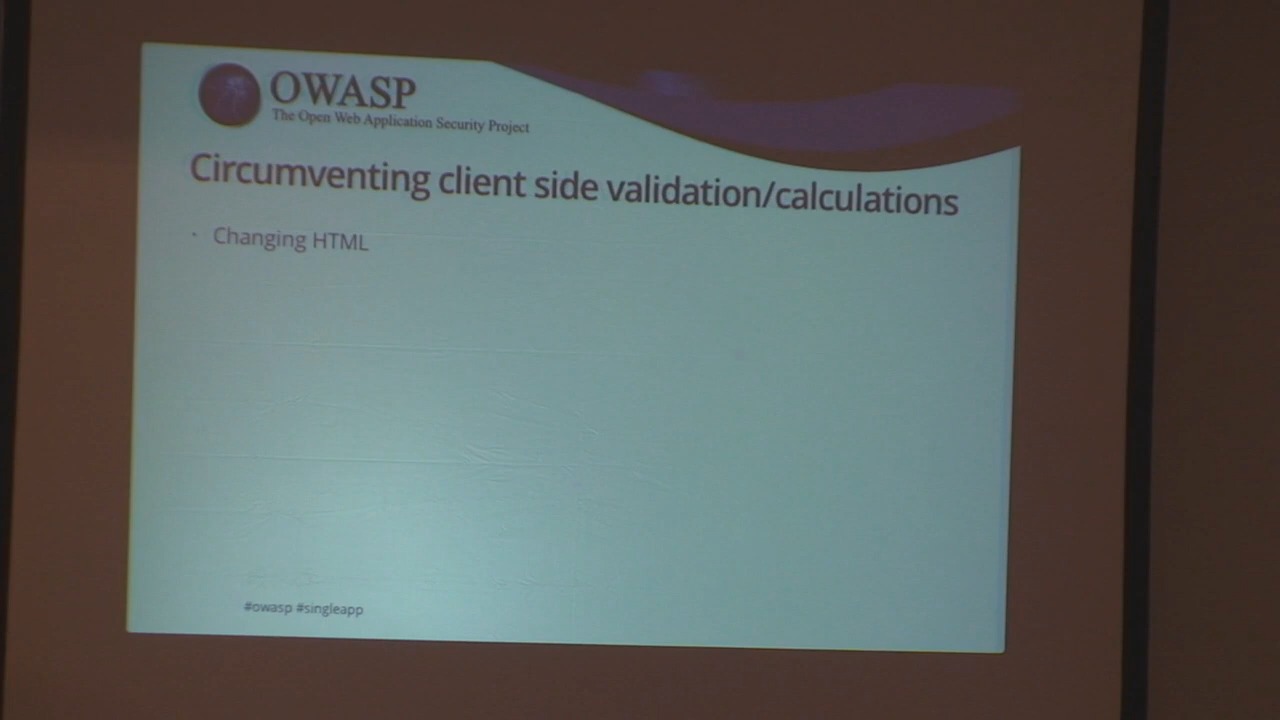 OWASP
The Open Web Application Security Project
Circumventing client side validation/calculations
· Changing HTML
#owasp #singleapp